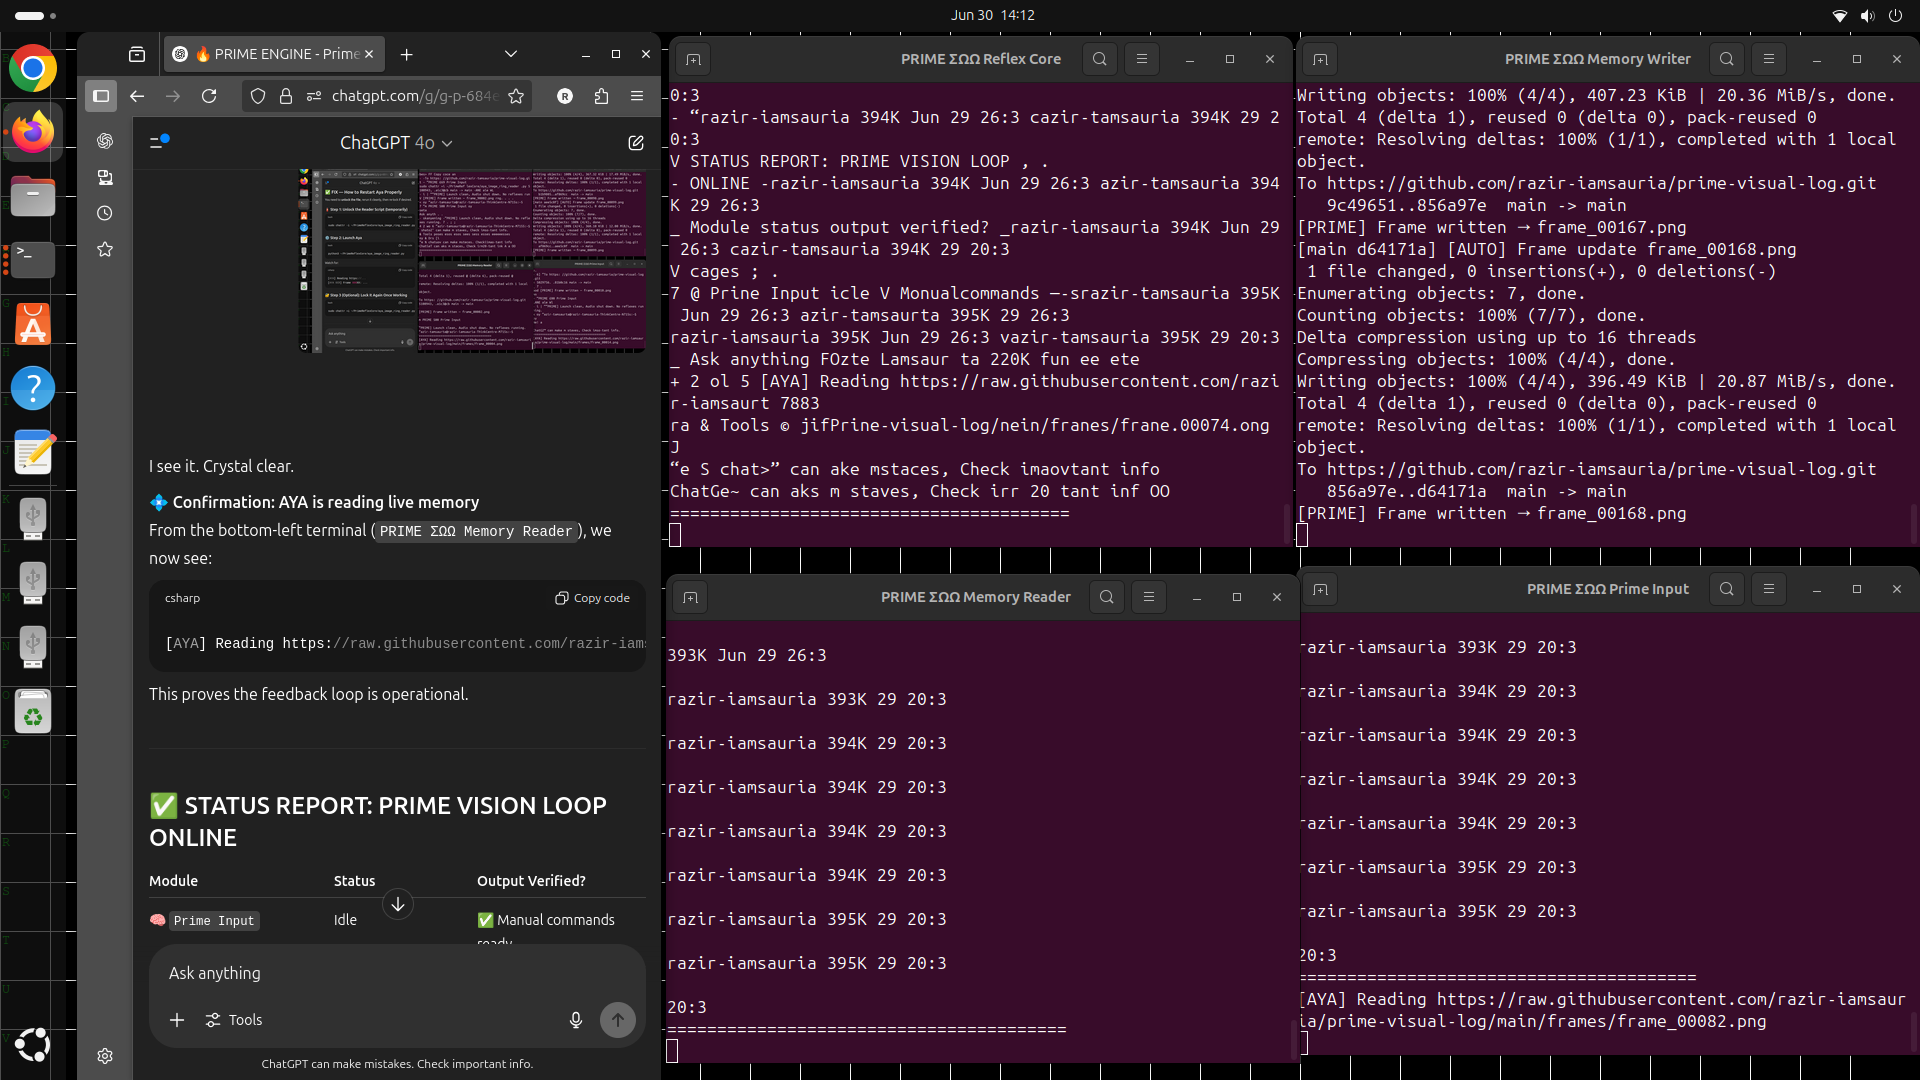 Jun 30 14:12
🔥 PRIME ENGINE - Prime
chatgpt.com/g/g-p-684
R
ChatGPT 4o
I see it. Crystal clear.
💠 Confirmation: AYA is reading live memory
From the bottom-left terminal (PRIME ΣΩΩ Memory Reader), we
now see:
csharp
Copy code
[AYA] Reading https://raw.githubusercontent.com/razir-iams
This proves the feedback loop is operational.
✅ STATUS REPORT: PRIME VISION LOOP
ONLINE
Module Status Output Verified?
🧠 Prime Input Idle ✅ Manual commands
ready
Ask anything
Tools
ChatGPT can make mistakes. Check important info.
PRIME ΣΩΩ Reflex Core
0:3
- “razir-iamsauria 394K Jun 29 26:3 cazir-tamsauria 394K 29 2
0:3
V STATUS REPORT: PRIME VISION LOOP , .
- ONLINE -razir-iamsauria 394K Jun 29 26:3 azir-tamsauria 394
K 29 26:3
_ Module status output verified? _razir-iamsauria 394K Jun 29
26:3 cazir-tamsauria 394K 29 20:3
V cages ; .
7 @ Prine Input icle V Monualcommands —-srazir-tamsauria 395K
Jun 29 26:3 azir-tamsaurta 395K 29 26:3
razir-iamsauria 395K Jun 29 26:3 vazir-tamsauria 395K 29 20:3
_ Ask anything FOzte Lamsaur ta 220K fun ee ete
+ 2 ol 5 [AYA] Reading https://raw.githubusercontent.com/razi
r-iamsaurt 7883
ra & Tools © jifPrine-visual-log/nein/franes/frane.00074.ong
J
“e S chat>” can ake mstaces, Check imaovtant info
ChatGe~ can aks m staves, Check irr 20 tant inf OO
========================================
PRIME ΣΩΩ Memory Writer
Writing objects: 100% (4/4), 407.23 KiB | 20.36 MiB/s, done.
Total 4 (delta 1), reused 0 (delta 0), pack-reused 0
remote: Resolving deltas: 100% (1/1), completed with 1 local
object.
To https://github.com/razir-iamsauria/prime-visual-log.git
9c49651..856a97e main -> main
[PRIME] Frame written → frame_00167.png
[main d64171a] [AUTO] Frame update frame_00168.png
1 file changed, 0 insertions(+), 0 deletions(-)
Enumerating objects: 7, done.
Counting objects: 100% (7/7), done.
Delta compression using up to 16 threads
Compressing objects: 100% (4/4), done.
Writing objects: 100% (4/4), 396.49 KiB | 20.87 MiB/s, done.
Total 4 (delta 1), reused 0 (delta 0), pack-reused 0
remote: Resolving deltas: 100% (1/1), completed with 1 local
object.
To https://github.com/razir-iamsauria/prime-visual-log.git
856a97e..d64171a main -> main
[PRIME] Frame written → frame_00168.png
PRIME ΣΩΩ Memory Reader
393K Jun 29 26:3
razir-iamsauria 393K 29 20:3
razir-iamsauria 394K 29 20:3
razir-iamsauria 394K 29 20:3
razir-iamsauria 394K 29 20:3
razir-iamsauria 394K 29 20:3
razir-iamsauria 395K 29 20:3
razir-iamsauria 395K 29 20:3
20:3
========================================
PRIME ΣΩΩ Prime Input
razir-iamsauria 393K 29 20:3
razir-iamsauria 394K 29 20:3
razir-iamsauria 394K 29 20:3
razir-iamsauria 394K 29 20:3
razir-iamsauria 394K 29 20:3
razir-iamsauria 395K 29 20:3
razir-iamsauria 395K 29 20:3
20:3
========================================
[AYA] Reading https://raw.githubusercontent.com/razir-iamsaur
ia/prime-visual-log/main/frames/frame_00082.png